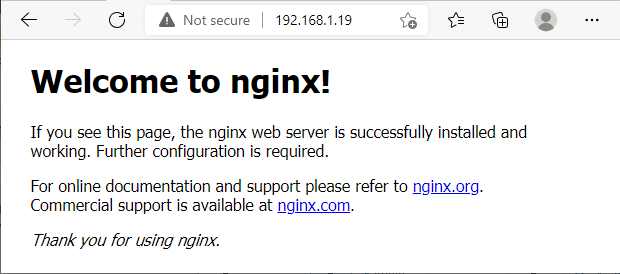 Not secure | 192.168.1.19
Welcome to nginx!
If you see this page, the nginx web server is successfully installed and
working. Further configuration is required.
For online documentation and support please refer to nginx.org.
Commercial support is available at nginx.com.
Thank you for using nginx.